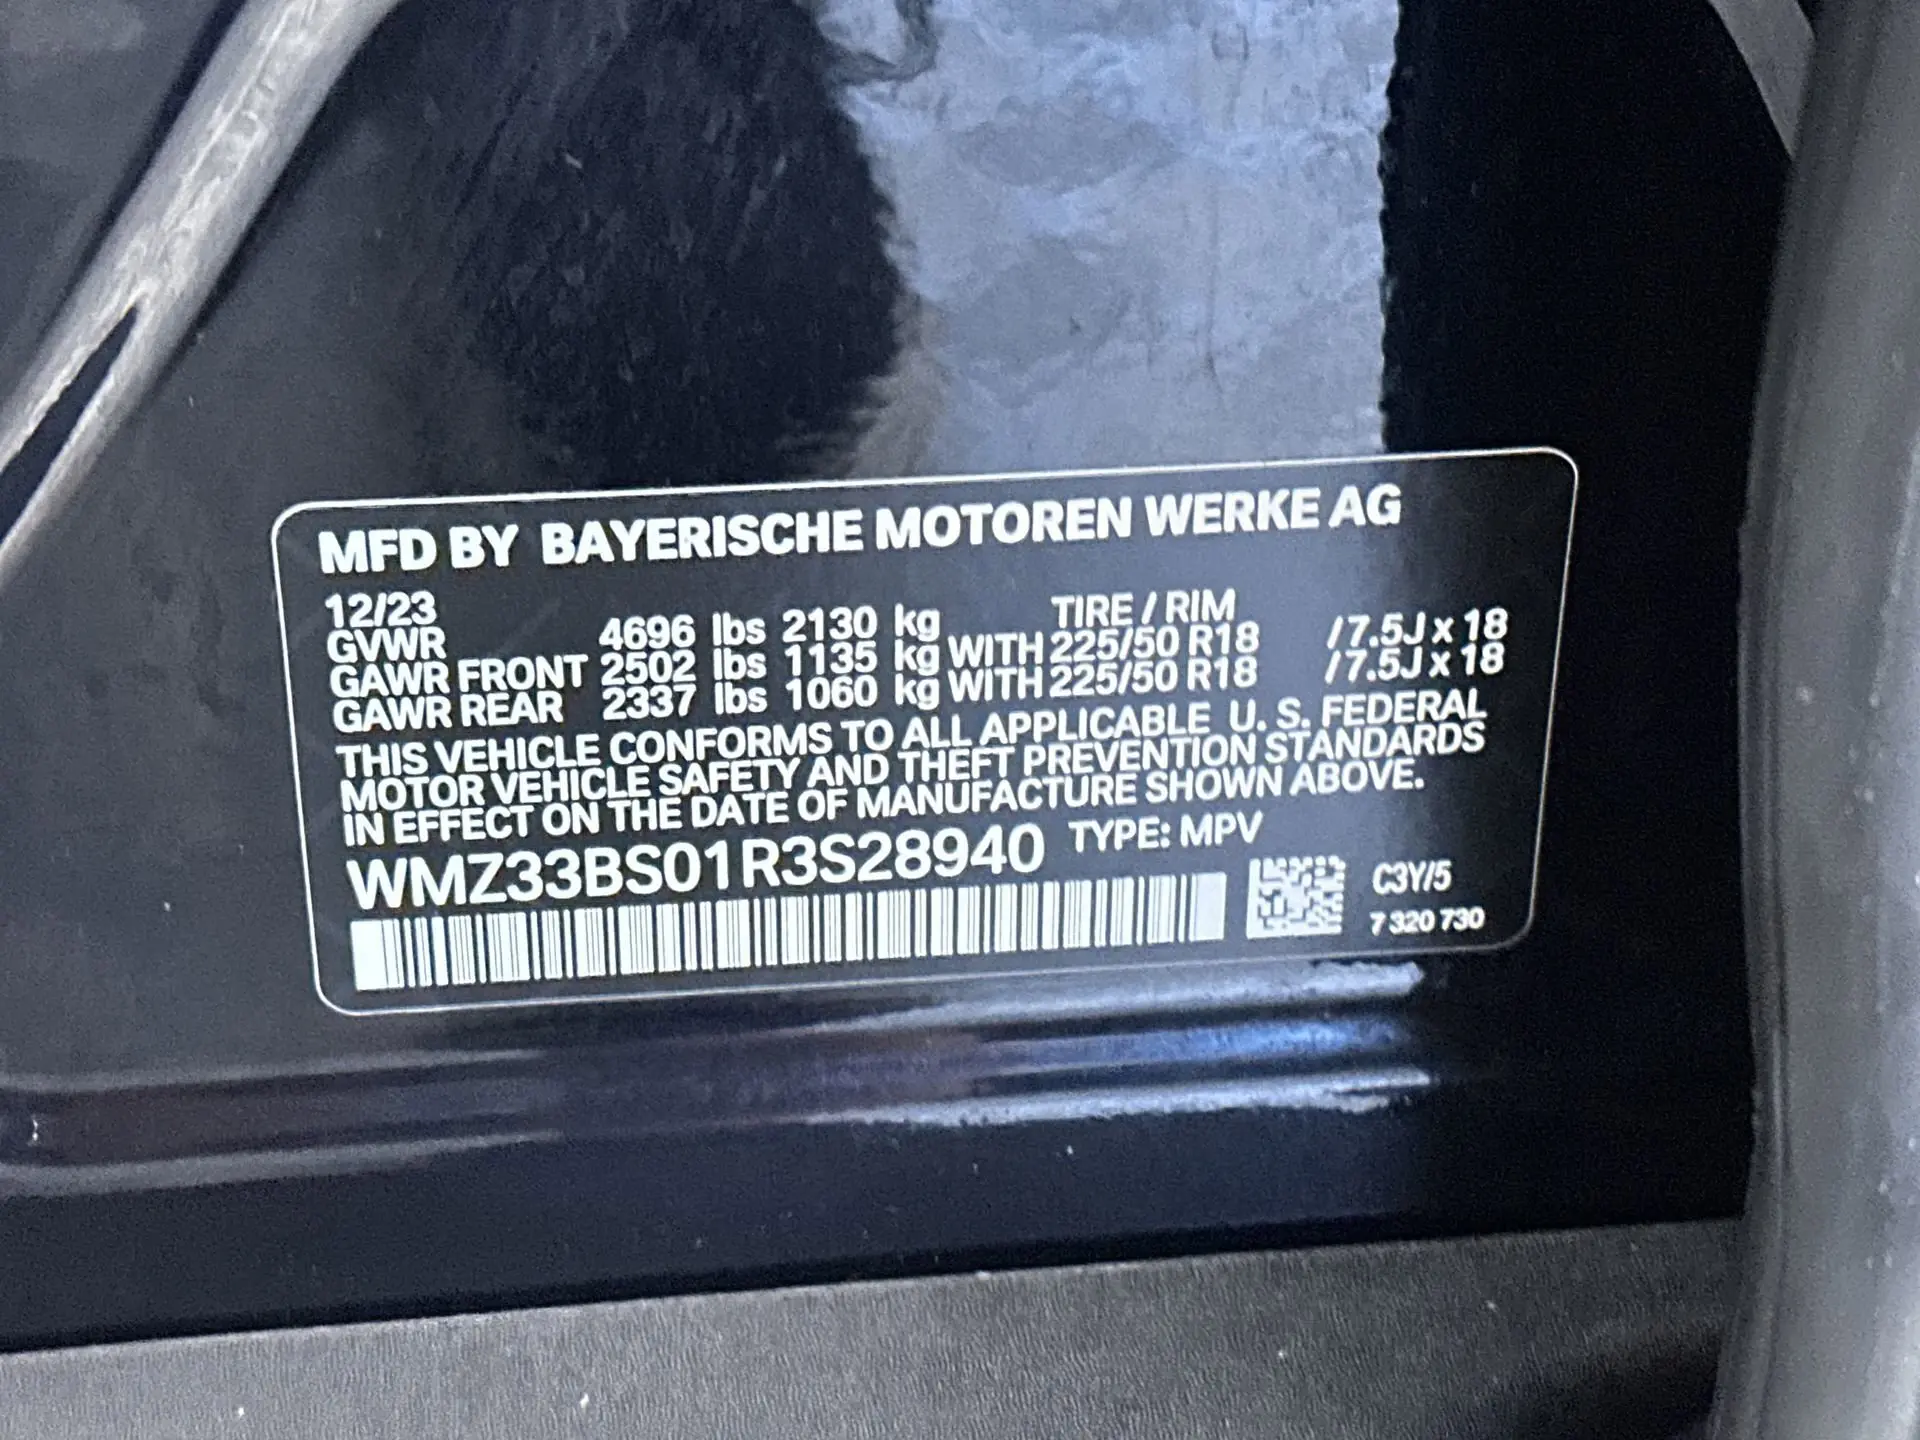 MFD BY BAYERISCHE MOTOREN WERKE AG
12/23 TIRE / RIM
GVWR 4696 lbs 2130 kg
GAWR FRONT 2502 lbs 1135 kg WITH 225/50 R18 /7.5J x 18
GAWR REAR 2337 lbs 1060 kg WITH 225/50 R18 /7.5J x 18
THIS VEHICLE CONFORMS TO ALL APPLICABLE U. S. FEDERAL
MOTOR VEHICLE SAFETY AND THEFT PREVENTION STANDARDS
IN EFFECT ON THE DATE OF MANUFACTURE SHOWN ABOVE.
WMZ33BS01R3S28940 TYPE: MPV
C3Y/5
7 320 730